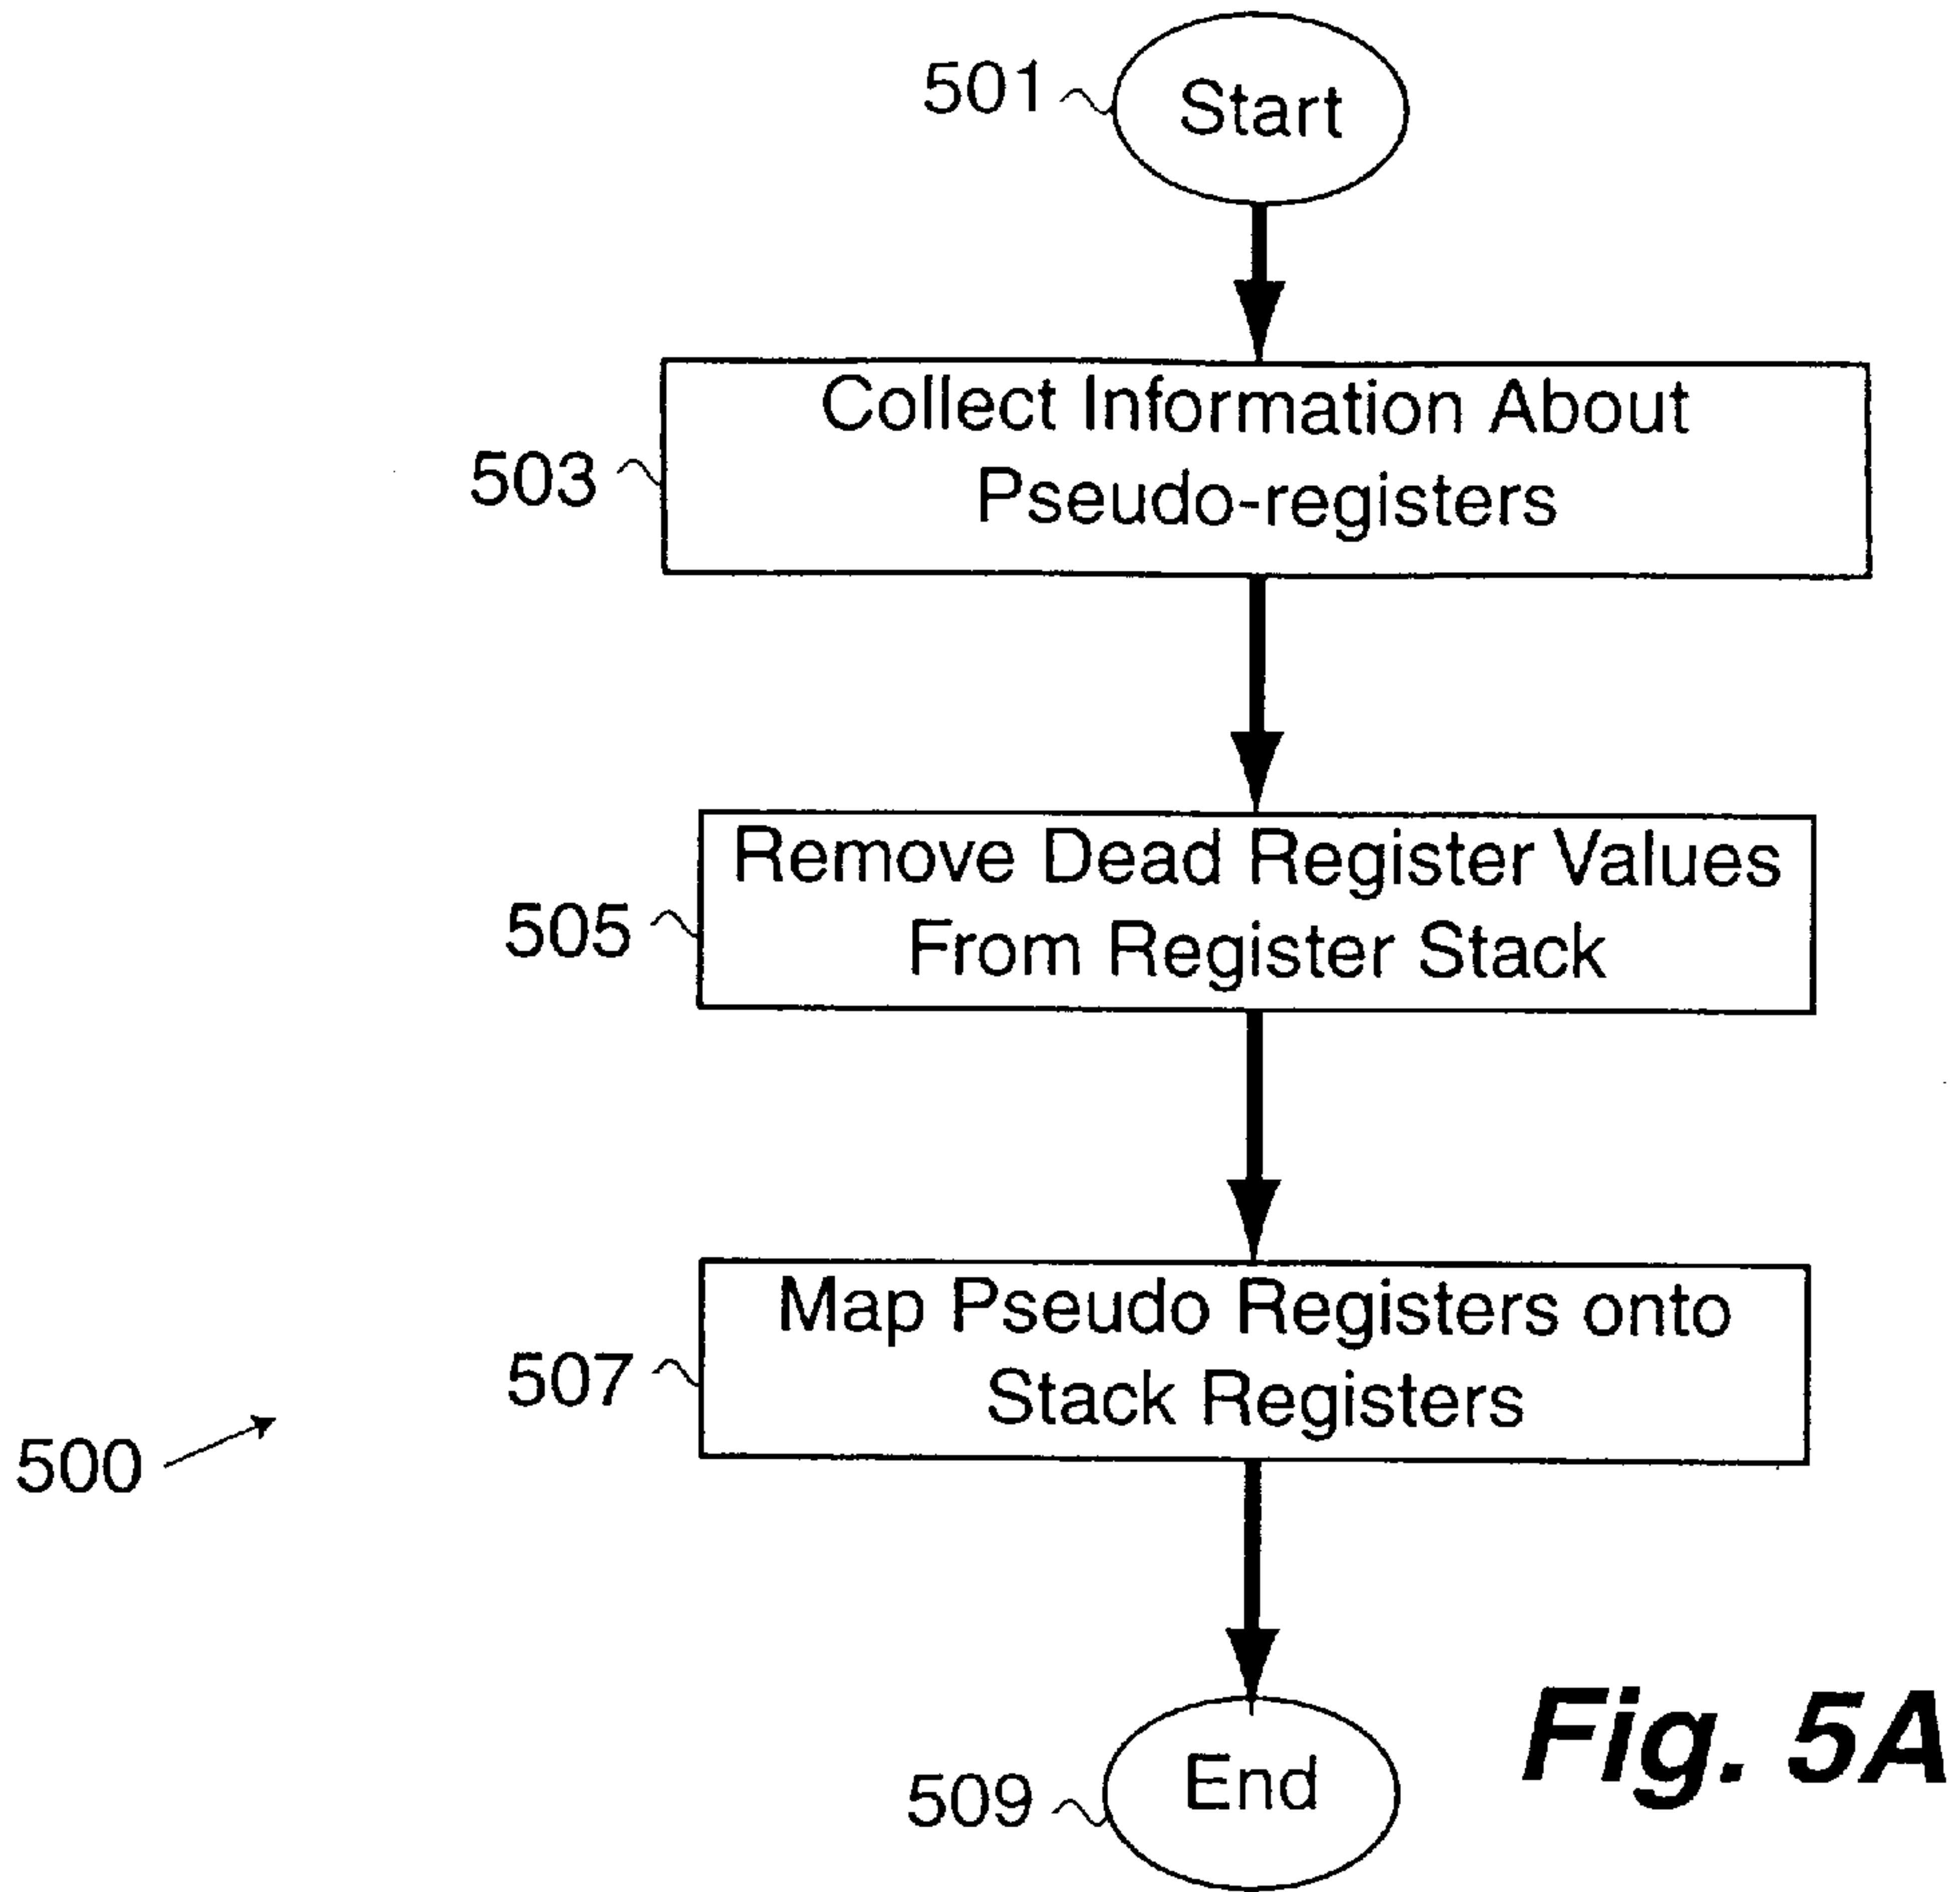 501
Start
Collect Information About
Pseudo-registers
503
Remove Dead Register Values
From Register Stack
505
Map Pseudo Registers onto
Stack Registers
507
500
End
509
Fig. 5A